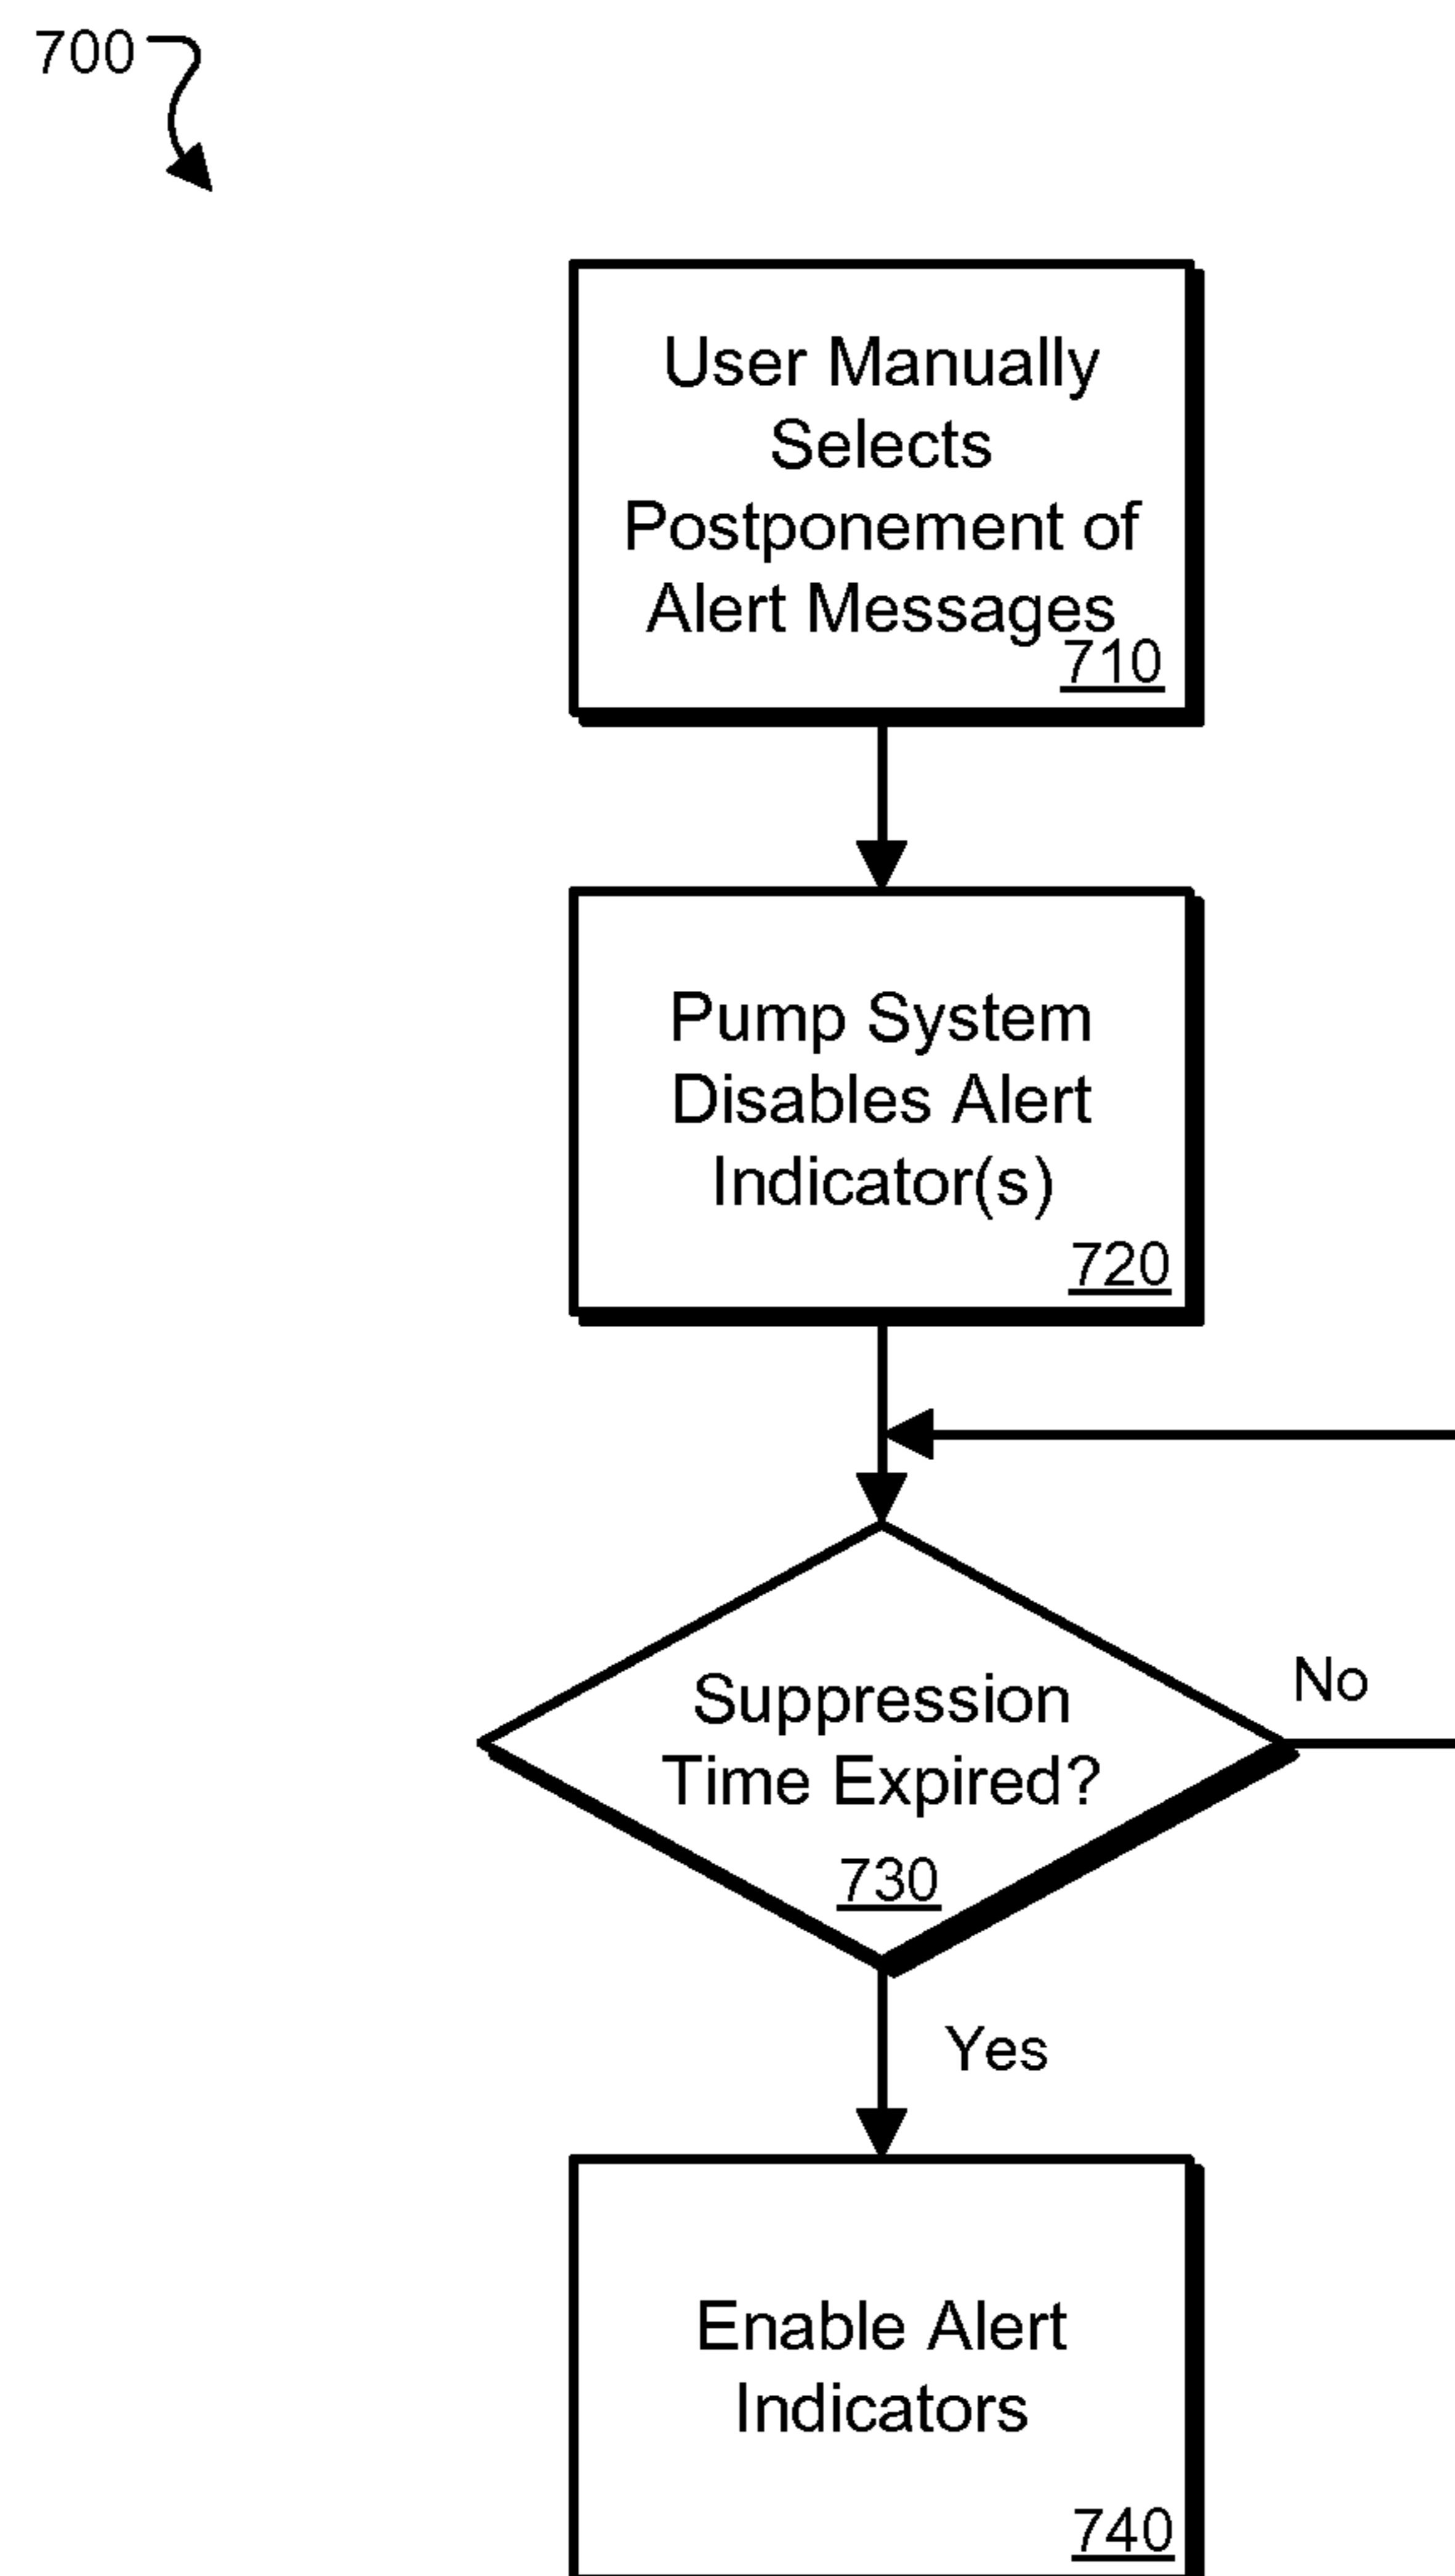 700
User Manually
Selects
Postponement of
Alert Messages
710
Pump System
Disables Alert
Indicator(s)
720
Suppression
Time Expired?
730
No
Yes
Enable Alert
Indicators
740